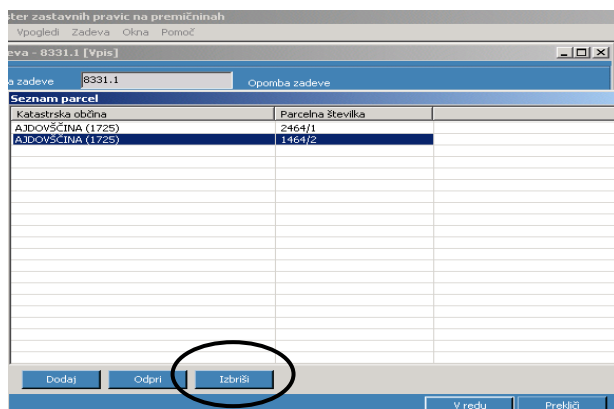 ster zastavnih pravic na premičninah
Vpogledi Zadeva Okna Pomoč
eva - 8331.1 [Vpis]
a zadeve 8331.1 Opomba zadeve
Seznam parcel
Katastrska občina Parcelna številka
AJDOVŠČINA (1725) 2464/1
AJDOVŠČINA (1725) 1464/2
Dodaj Odpri Izbriši
V redu Prekliči